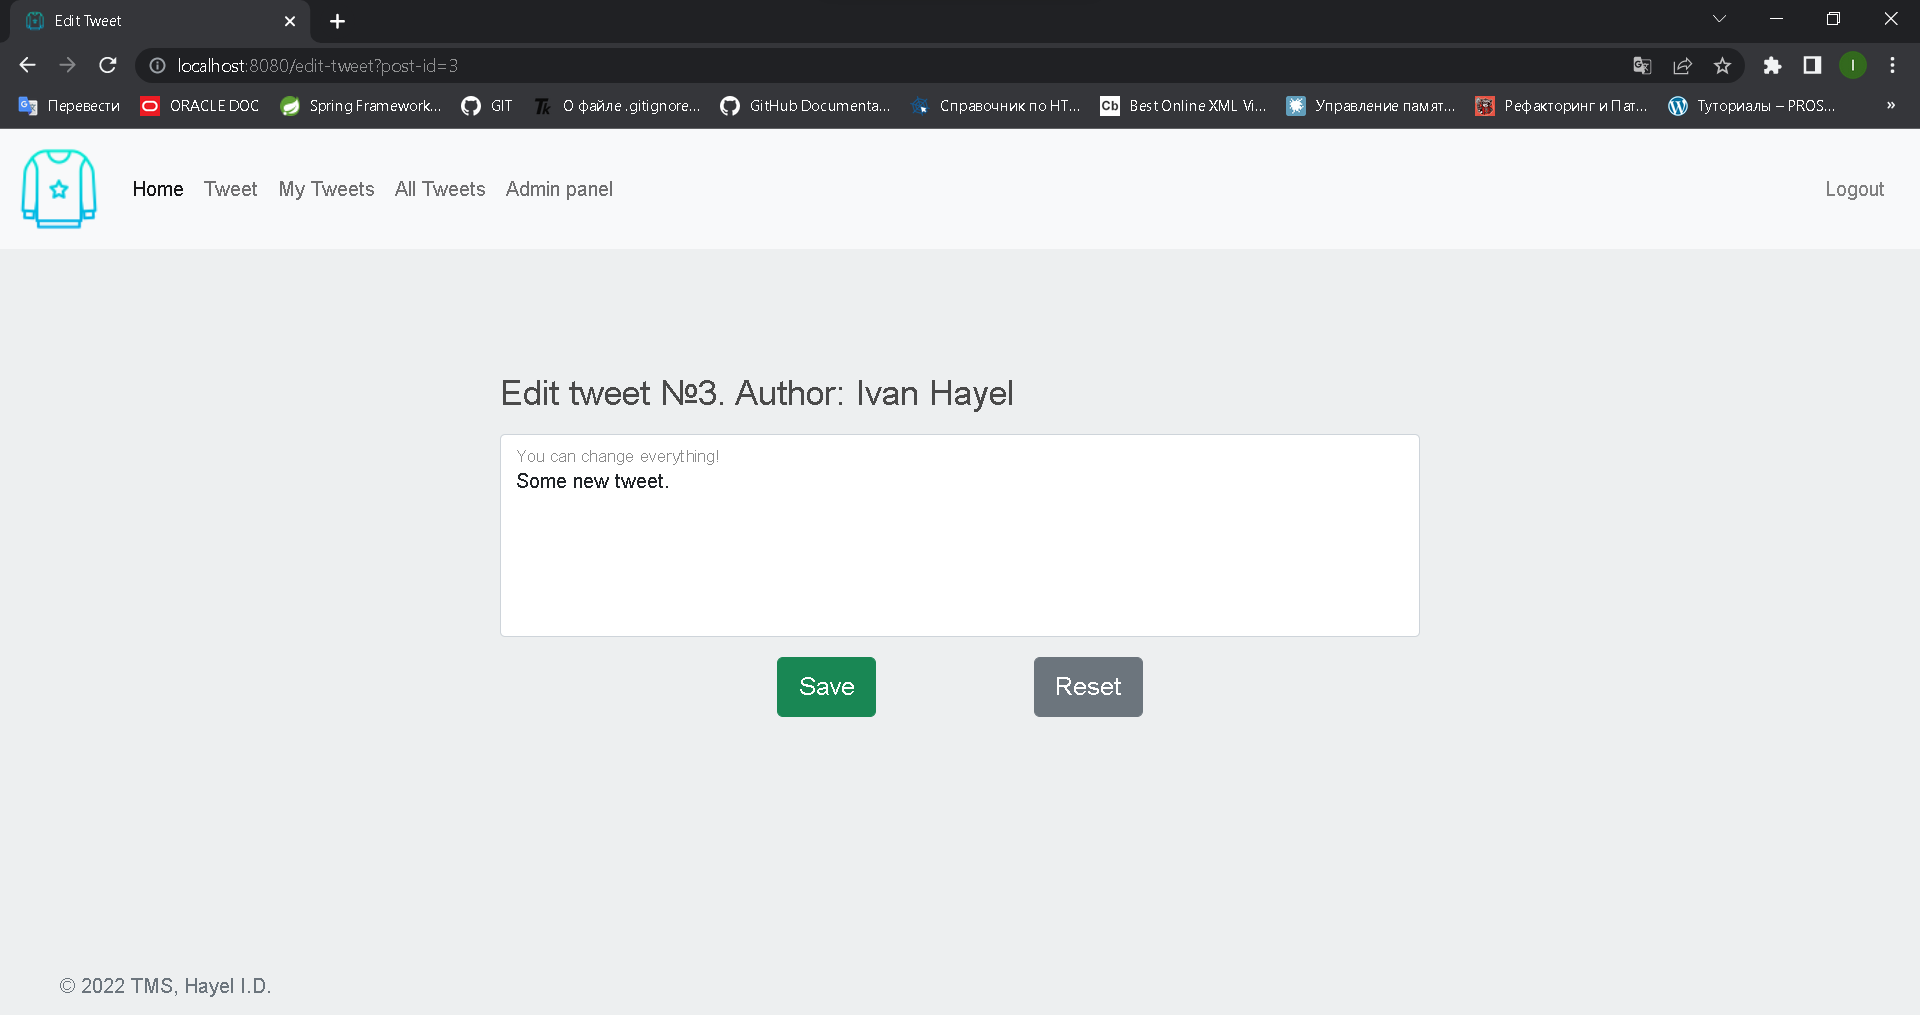 Edit Tweet
localhost:8080/edit-tweet?post-id=3
I
Перевести ORACLE DOC Spring Framework... GIT Tk О файле .gitignore... GitHub Documenta... Справочник по HT... Cb Best Online XML Vi... Управление памят... Рефакторинг и Пат... Туториалы – PROS... »
Home Tweet My Tweets All Tweets Admin panel Logout
Edit tweet №3. Author: Ivan Hayel
You can change everything!
Some new tweet.
Save Reset
© 2022 TMS, Hayel I.D.